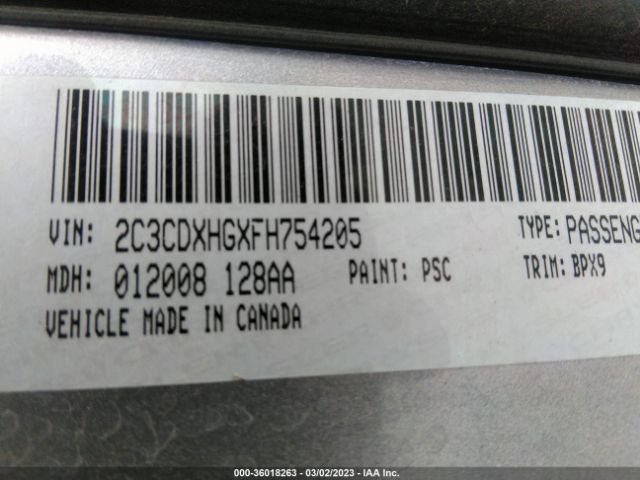 VIN: 2C3CDXHGXFH754205 TYPE: PASSENG
MDH: 012008 128AA PAINT: PSC TRIM: BPX9
VEHICLE MADE IN CANADA
000-36018263 — 03/02/2023 — IAA Inc.